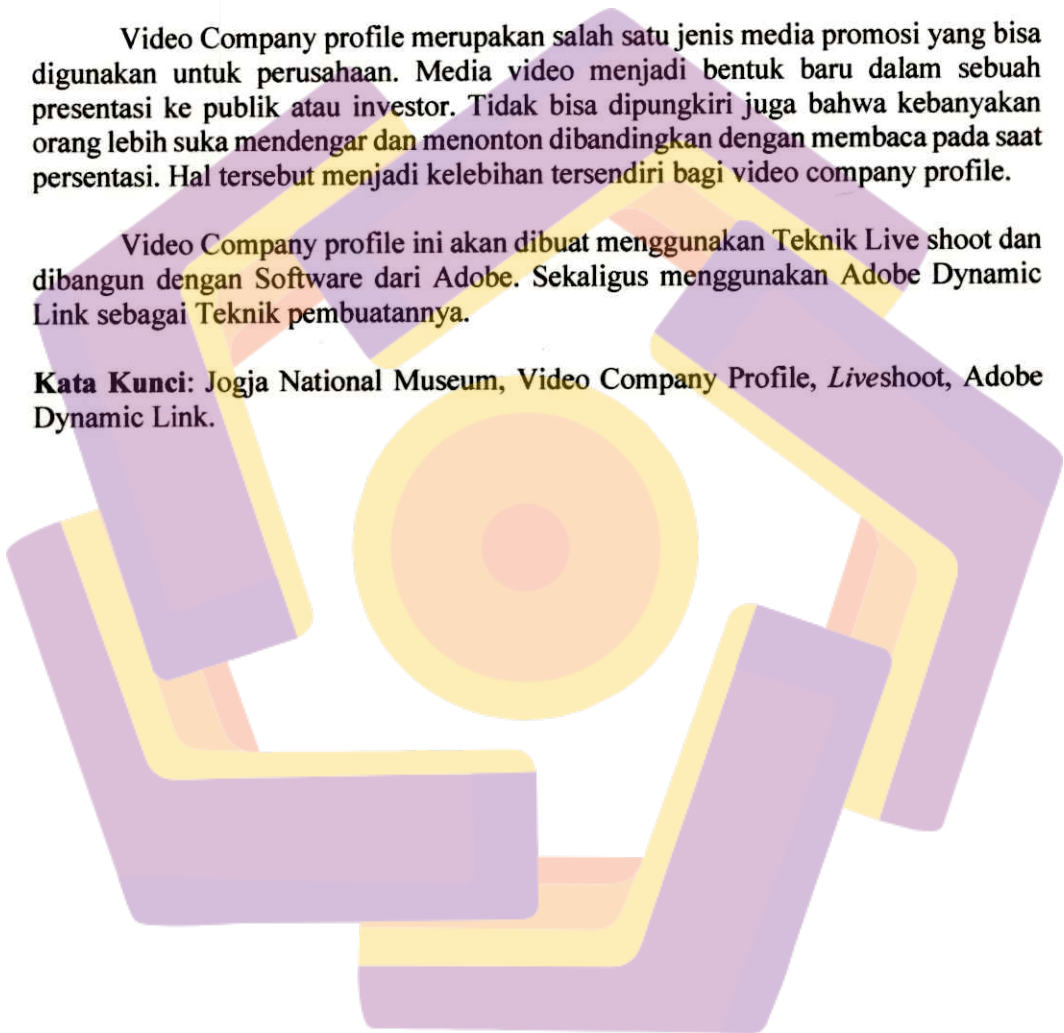 Video Company profile merupakan salah satu jenis media promosi yang bisa
digunakan untuk perusahaan. Media video menjadi bentuk baru dalam sebuah
presentasi ke publik atau investor. Tidak bisa dipungkiri juga bahwa kebanyakan
orang lebih suka mendengar dan menonton dibandingkan dengan membaca pada saat
persentasi. Hal tersebut menjadi kelebihan tersendiri bagi video company profile.
Video Company profile ini akan dibuat menggunakan Teknik Live shoot dan
dibangun dengan Software dari Adobe. Sekaligus menggunakan Adobe Dynamic
Link sebagai Teknik pembuatannya.
Kata Kunci: Jogja National Museum, Video Company Profile, Liveshoot, Adobe
Dynamic Link.